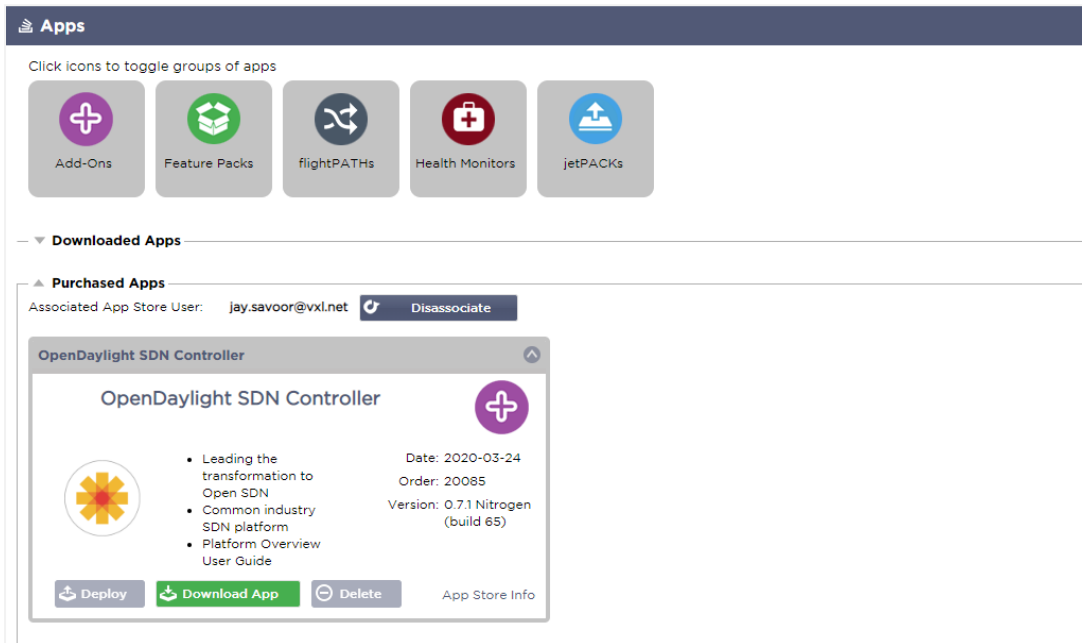 Apps
Click icons to toggle groups of apps
Add-Ons
Feature Packs
flightPATHs
Health Monitors
jetPACKs
Downloaded Apps
Purchased Apps
Associated App Store User: jay.savoor@vxl.net Disassociate
OpenDaylight SDN Controller
OpenDaylight SDN Controller
• Leading the
transformation to
Open SDN
• Common industry
SDN platform
• Platform Overview
User Guide
Date: 2020-03-24
Order: 20085
Version: 0.7.1 Nitrogen
(build 65)
Deploy
Download App
Delete
App Store Info